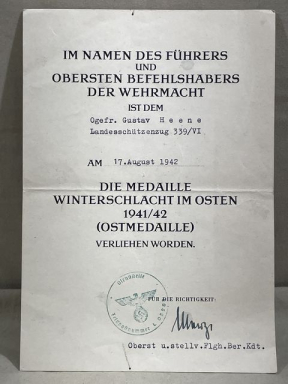 IM NAMEN DES FÜHRERS
UND
OBERSTEN BEFEHLSHABERS
DER WEHRMACHT
IST DEM
Ogefr. Gustav H e e n e
Landesschützenzug 339/VI
AM 17.August 1942
DIE MEDAILLE
WINTERSCHLACHT IM OSTEN
1941/42
(OSTMEDAILLE)
VERLIEHEN WORDEN.
FÜR DIE RICHTIGKEIT:
Oberst u.stellv.Flgh.Ber.Kdt.